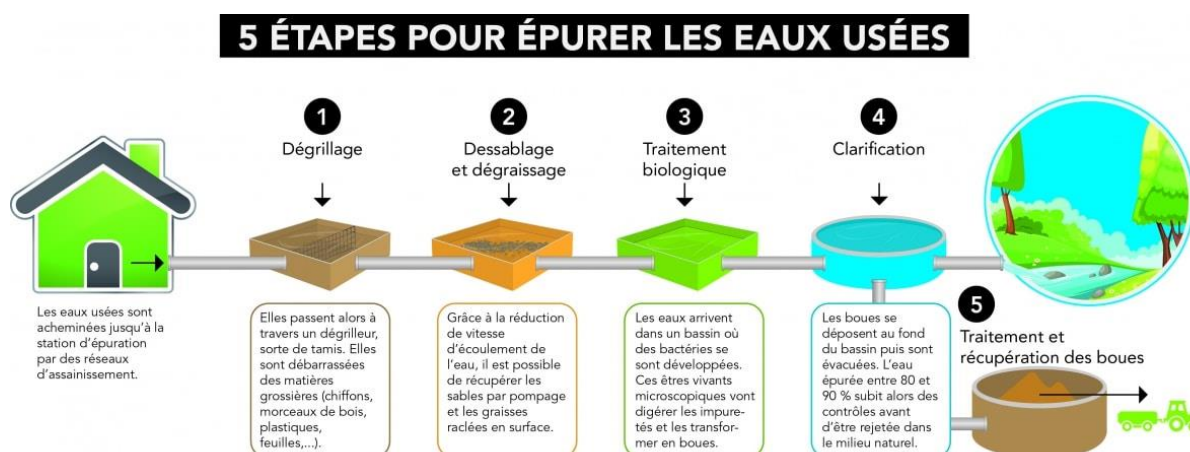 5 ÉTAPES POUR ÉPURER LES EAUX USÉES
Les eaux usées sont
acheminées jusqu'à la
station d'épuration
par des réseaux
d'assainissement.
1
Dégrillage
Elles passent alors à
travers un dégrilleur,
sorte de tamis. Elles
sont débarrassées
des matières
grossières (chiffons,
morceaux de bois,
plastiques,
feuilles,...).
2
Dessablage
et dégraissage
Grâce à la réduction
de vitesse
d'écoulement de
l'eau, il est possible
de récupérer les
sables par pompage
et les graisses
raclées en surface.
3
Traitement
biologique
Les eaux arrivent
dans un bassin où
des bactéries se
sont développées.
Ces êtres vivants
microscopiques vont
digérer les impure-
tés et les transfor-
mer en boues.
4
Clarification
Les boues se
déposent au fond
du bassin puis sont
évacuées. L'eau
épurée entre 80 et
90 % subit alors des
contrôles avant
d'être rejetée dans
le milieu naturel.
5
Traitement et
récupération des boues